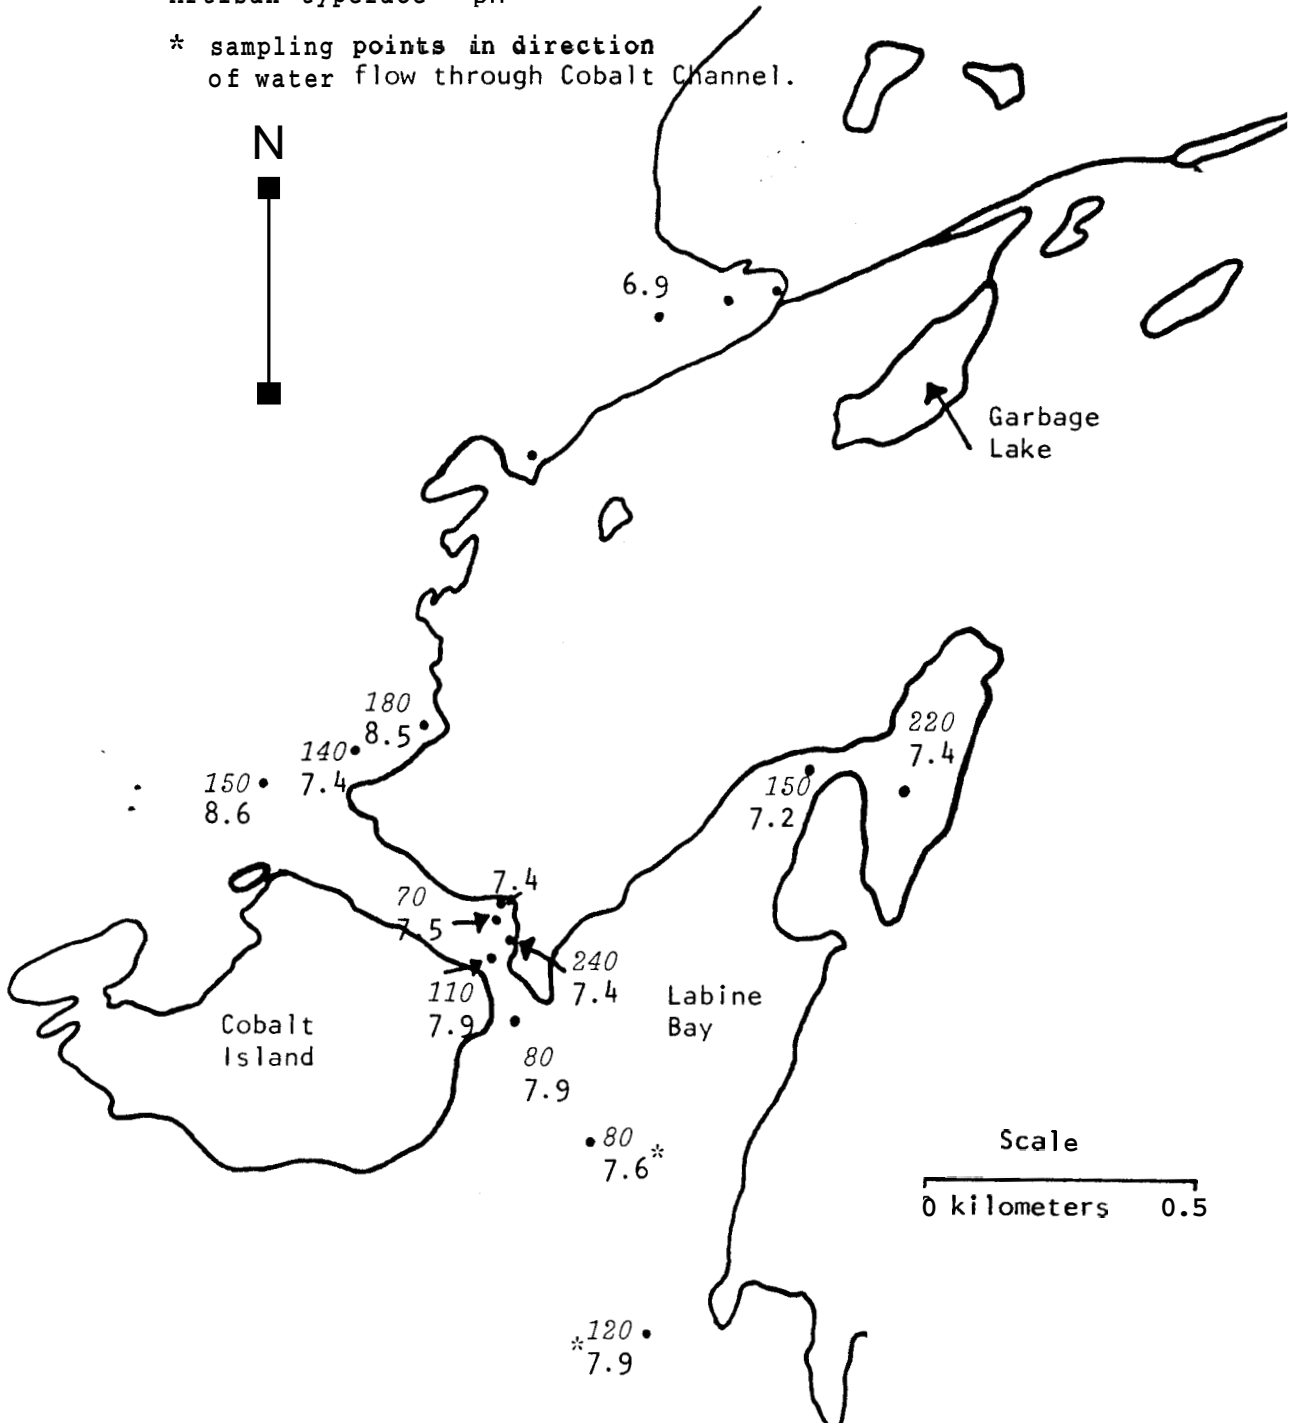 * sampling points in direction
of water flow through Cobalt Channel.
N
6.9
Garbage
Lake
180
8.5
140
7.4
150
8.6
220
7.4
150
7.2
7.4
70
7.5
240
7.4
110
7.9
Labine
Bay
Cobalt
Island
80
7.9
80
7.6*
Scale
0 kilometers 0.5
*120
7.9